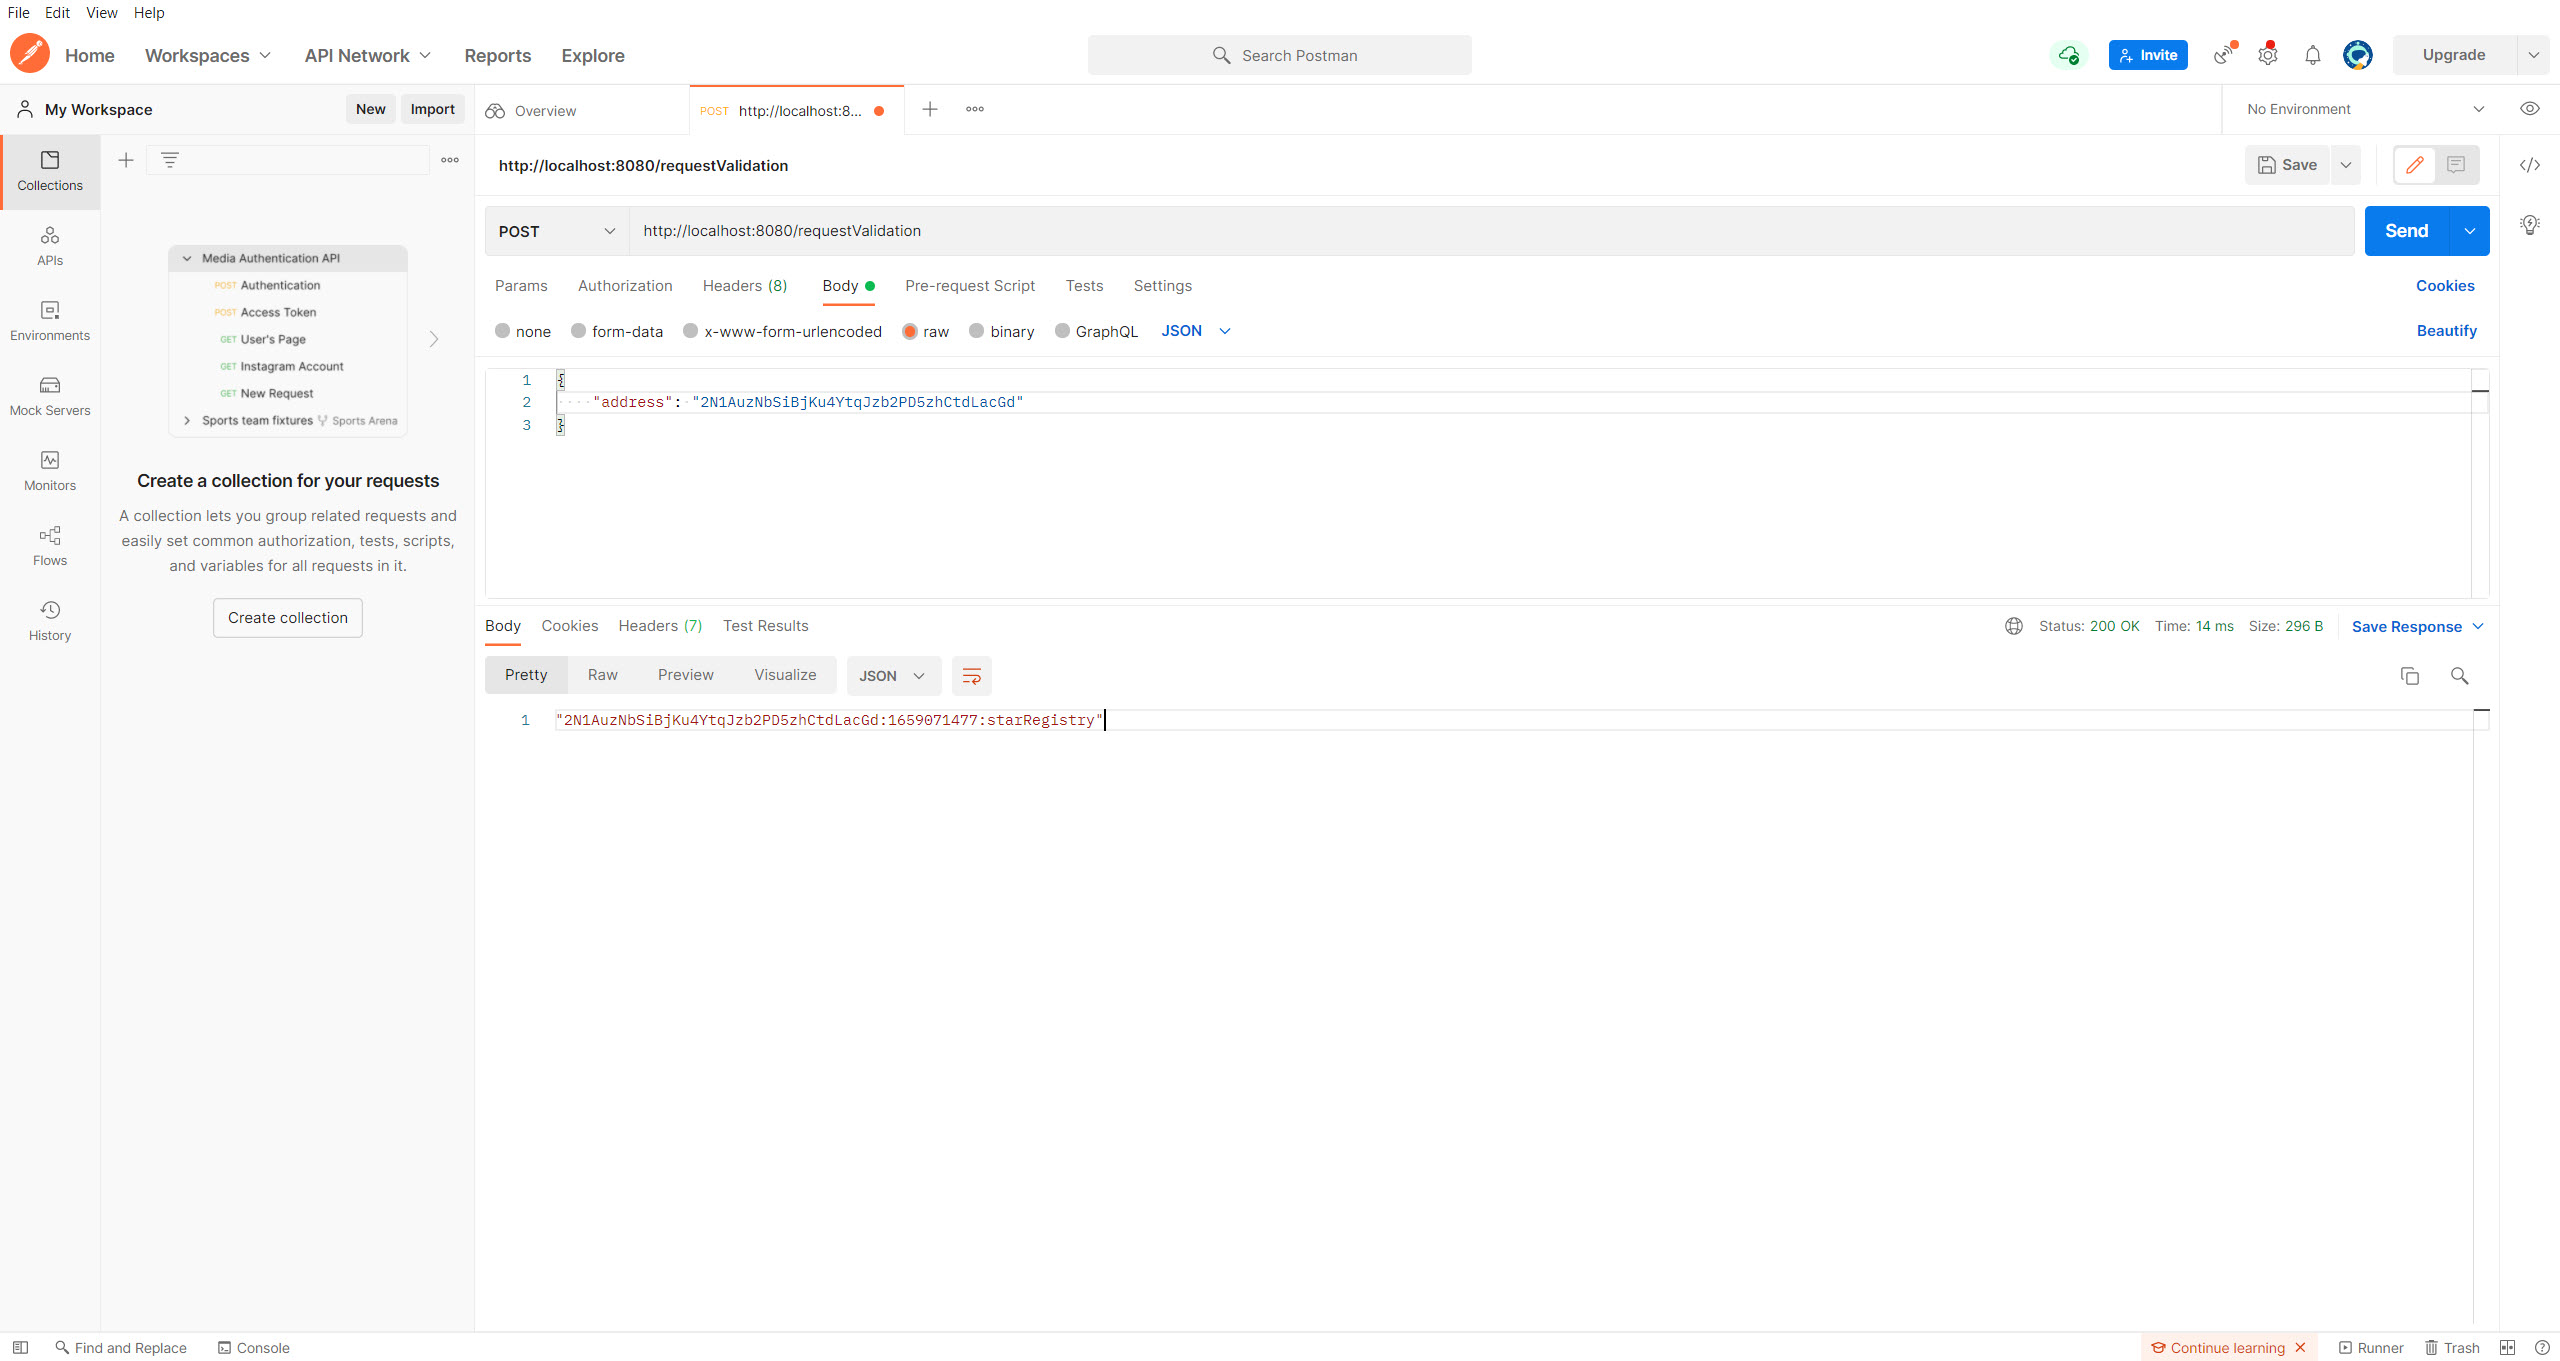 File Edit View Help
Home Workspaces API Network Reports Explore Search Postman Invite Upgrade
My Workspace New Import Overview POST http://localhost:8... No Environment
Collections
APIs
Environments
Mock Servers
Monitors
Flows
History
Media Authentication API
POST Authentication
POST Access Token
GET User's Page
GET Instagram Account
GET New Request
Sports team fixtures Sports Arena
Create a collection for your requests
A collection lets you group related requests and
easily set common authorization, tests, scripts,
and variables for all requests in it.
Create collection
http://localhost:8080/requestValidation Save
POST http://localhost:8080/requestValidation Send
Params Authorization Headers (8) Body Pre-request Script Tests Settings Cookies
none form-data x-www-form-urlencoded raw binary GraphQL JSON Beautify
1 {
2 "address": "2N1AuzNbSiBjKu4YtqJzb2PD5zhCtdLacGd"
3 }
Body Cookies Headers (7) Test Results Status: 200 OK Time: 14 ms Size: 296 B Save Response
Pretty Raw Preview Visualize JSON
1 "2N1AuzNbSiBjKu4YtqJzb2PD5zhCtdLacGd:1659071477:starRegistry"
Find and Replace Console Continue learning Runner Trash